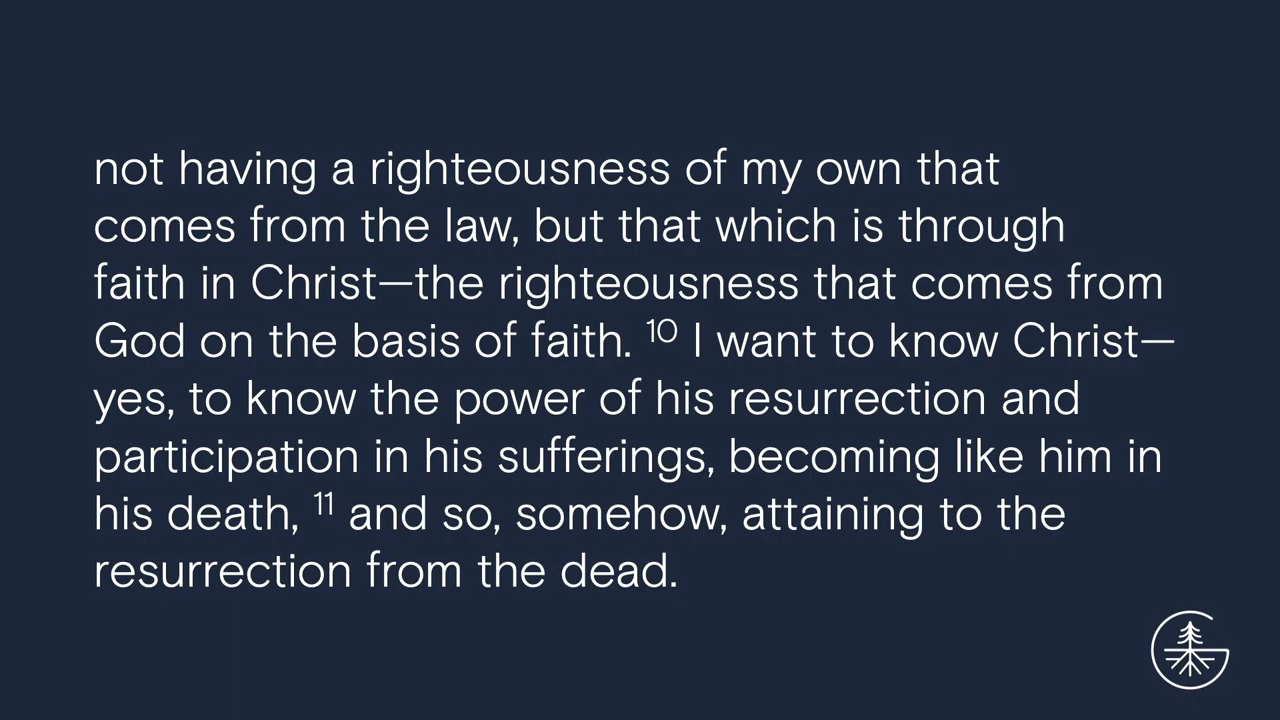 not having a righteousness of my own that
comes from the law, but that which is through
faith in Christ—the righteousness that comes from
God on the basis of faith. ¹⁰ I want to know Christ—
yes, to know the power of his resurrection and
participation in his sufferings, becoming like him in
his death, ¹¹ and so, somehow, attaining to the
resurrection from the dead.